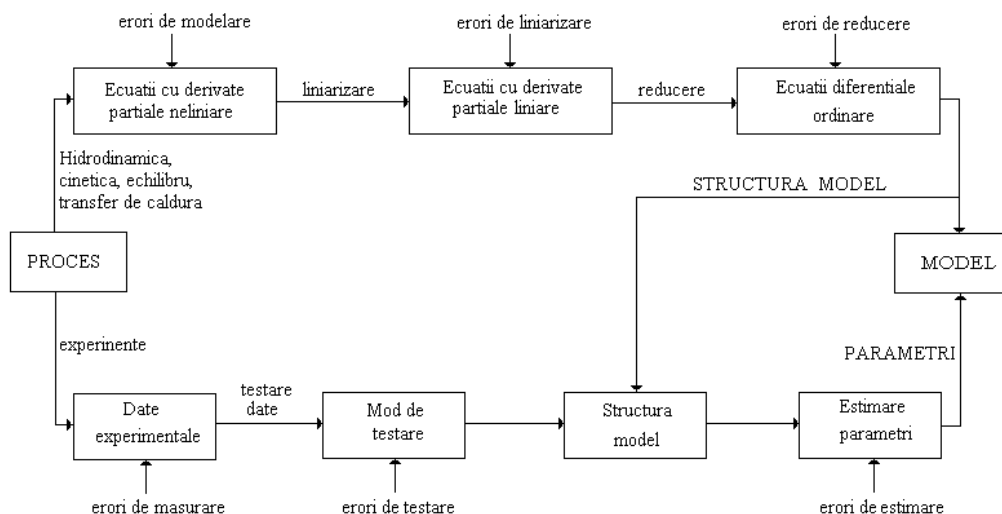 erori de modelare
erori de liniarizare
erori de reducere
Ecuatii cu derivate
partiale neliniare
liniarizare
Ecuatii cu derivate
partiale liniare
reducere
Ecuatii diferentiale
ordinare
Hidrodinamica,
cinetica, echilibru,
transfer de caldura
STRUCTURA MODEL
PROCES
MODEL
experinente
PARAMETRI
testare
date
Date
experimentale
Mod de
testare
Structura
model
Estimare
parametri
erori de masurare
erori de testare
erori de estimare